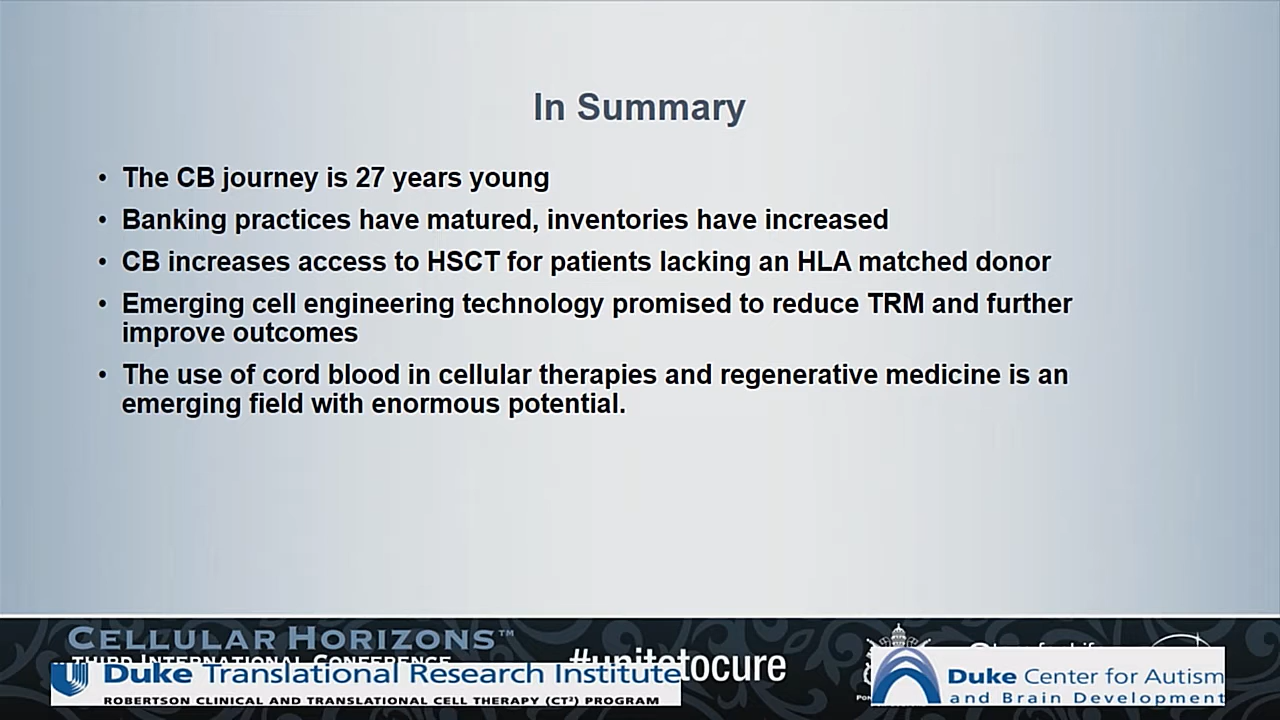 In Summary
• The CB journey is 27 years young
• Banking practices have matured, inventories have increased
• CB increases access to HSCT for patients lacking an HLA matched donor
• Emerging cell engineering technology promised to reduce TRM and further
improve outcomes
• The use of cord blood in cellular therapies and regenerative medicine is an
emerging field with enormous potential.
CELLULAR HORIZONS™
THIRD INTERNATIONAL CONFERENCE
#unitetocure
Duke Translational Research Institute
ROBERTSON CLINICAL AND TRANSLATIONAL CELL THERAPY (CT²) PROGRAM
Duke Center for Autism
and Brain Development